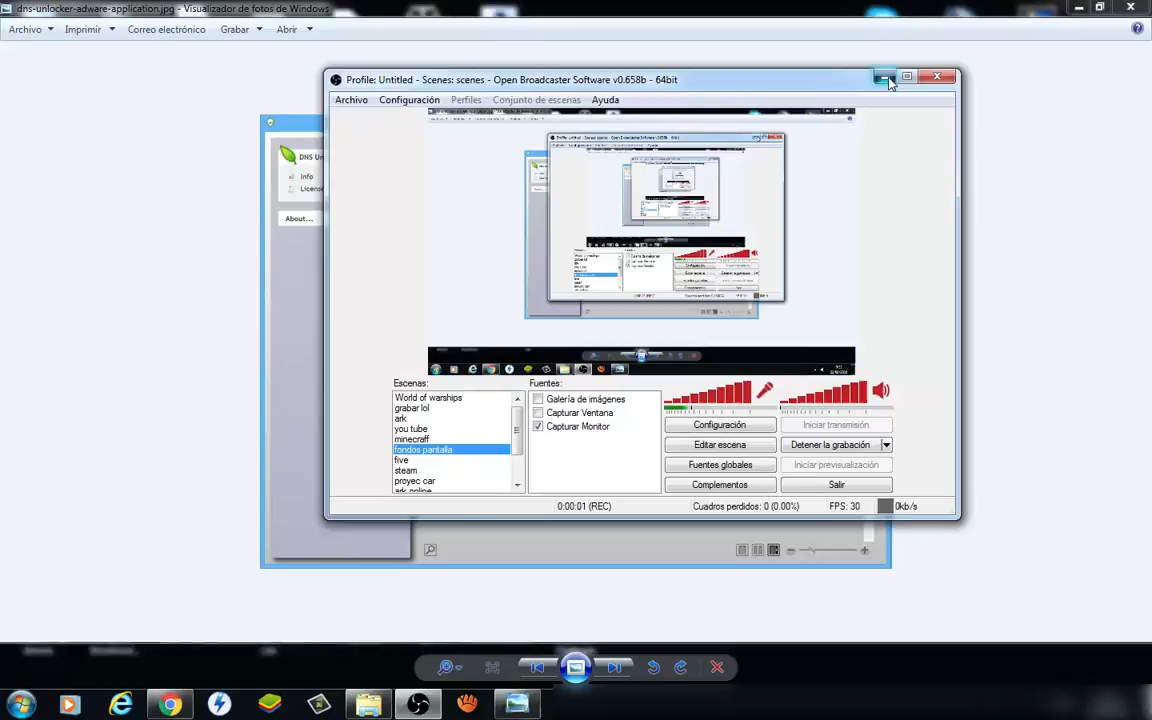 dns-unlocker-adware-application.jpg - Visualizador de fotos de Windows
Archivo Imprimir Correo electrónico Grabar Abrir
Profile: Untitled - Scenes: scenes - Open Broadcaster Software v0.658b - 64bit
Archivo Configuración Perfiles Conjunto de escenas Ayuda
DNS Un
Info
License
About...
Escenas:
World of warships
grabar lol
ark
you tube
minecraff
fondos pantalla
five
steam
proyec car
ark online
Fuentes:
Galería de imágenes
Capturar Ventana
Capturar Monitor
Configuración Iniciar transmisión
Editar escena Detener la grabación
Fuentes globales Iniciar previsualización
Complementos Salir
0:00:01 (REC) Cuadros perdidos: 0 (0.00%) FPS: 30 0kb/s